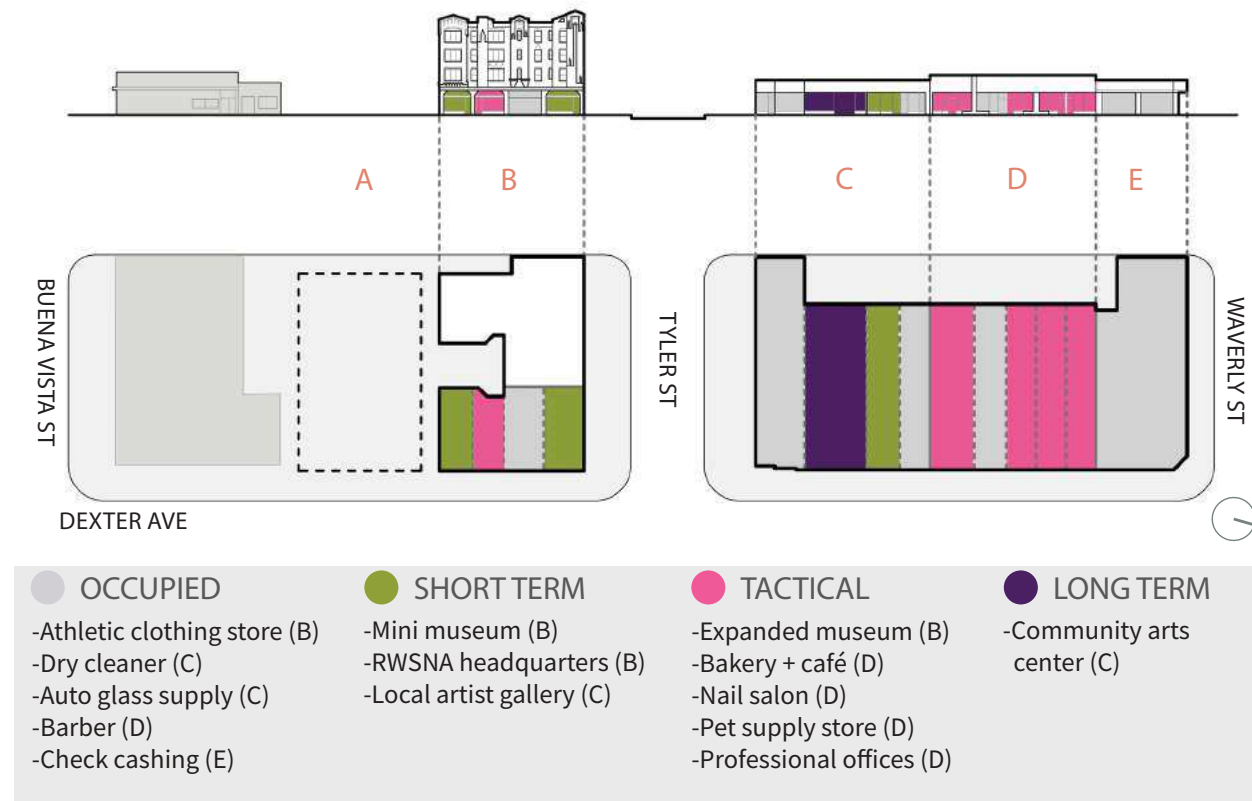 A
B
C
D
E
BUENA VISTA ST
TYLER ST
WAVERLY ST
DEXTER AVE
OCCUPIED
-Athletic clothing store (B)
-Dry cleaner (C)
-Auto glass supply (C)
-Barber (D)
-Check cashing (E)
SHORT TERM
-Mini museum (B)
-RWSNA headquarters (B)
-Local artist gallery (C)
TACTICAL
-Expanded museum (B)
-Bakery + café (D)
-Nail salon (D)
-Pet supply store (D)
-Professional offices (D)
LONG TERM
-Community arts
center (C)